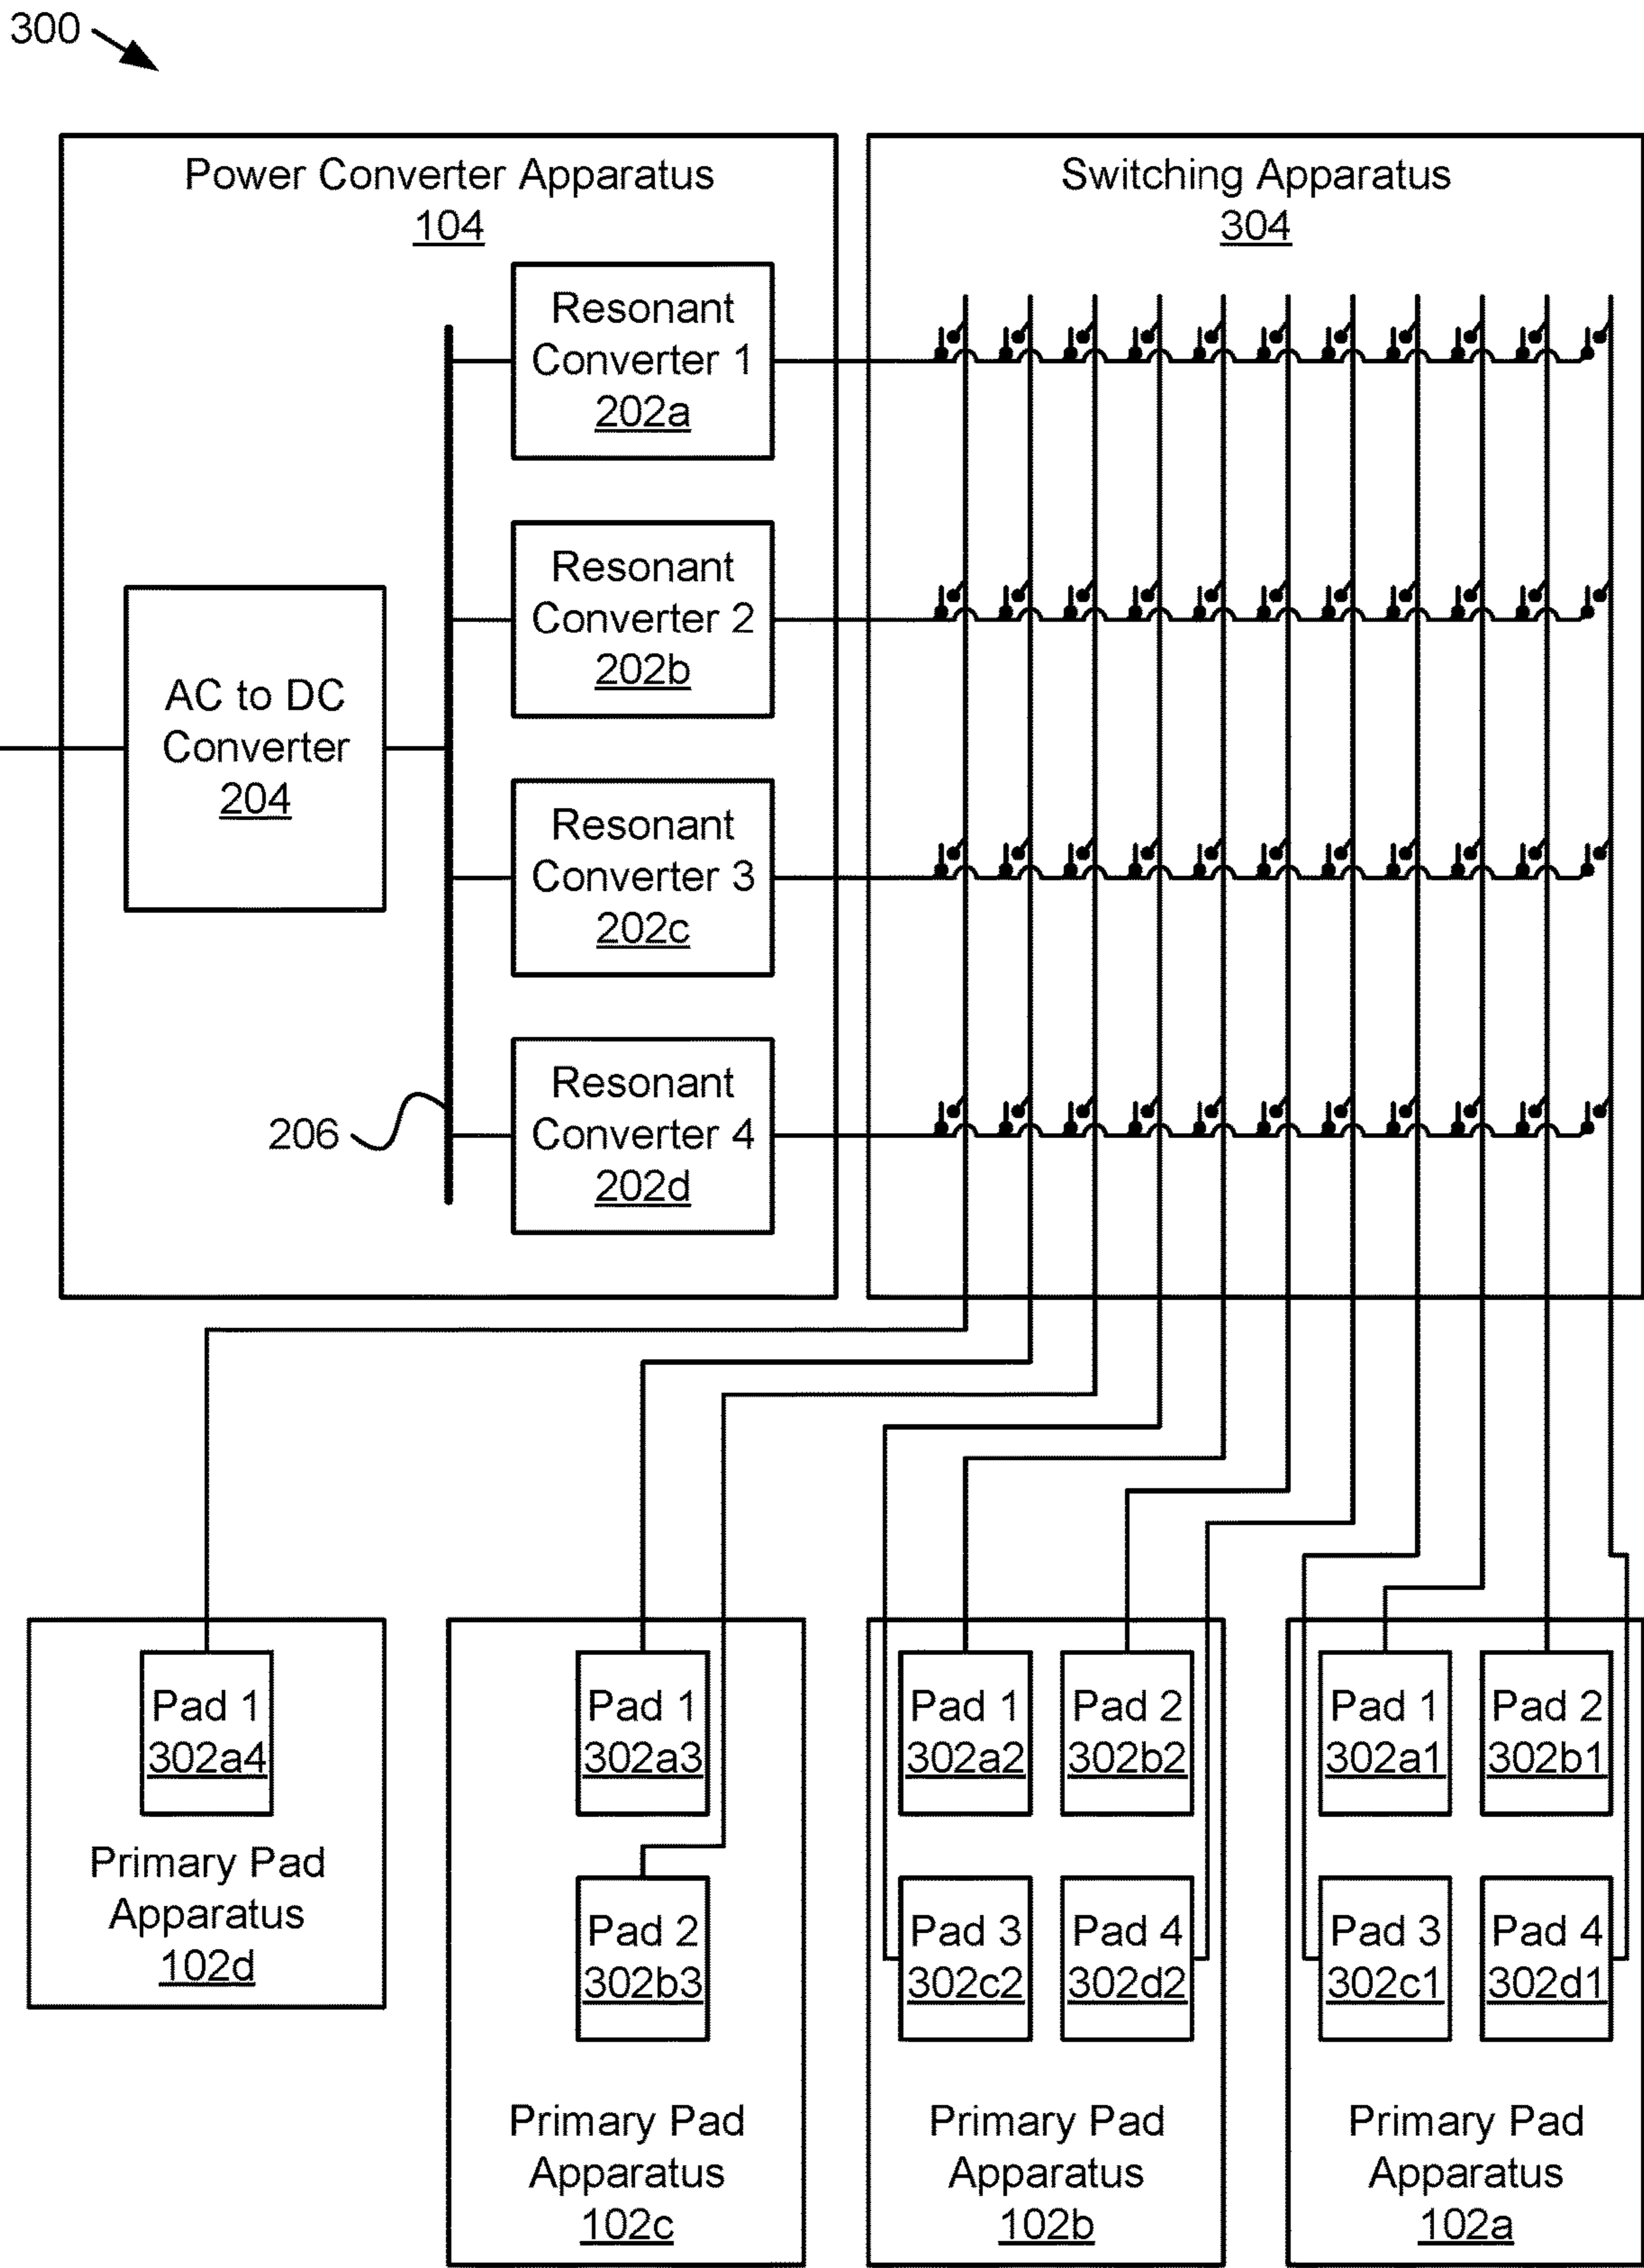 300
Power Converter Apparatus
104
Switching Apparatus
304
Resonant
Converter 1
202a
Resonant
Converter 2
202b
AC to DC
Converter
204
Resonant
Converter 3
202c
Resonant
Converter 4
202d
206
Pad 1
302a4
Primary Pad
Apparatus
102d
Pad 1
302a3
Pad 2
302b3
Primary Pad
Apparatus
102c
Pad 1
302a2
Pad 2
302b2
Pad 3
302c2
Pad 4
302d2
Primary Pad
Apparatus
102b
Pad 1
302a1
Pad 2
302b1
Pad 3
302c1
Pad 4
302d1
Primary Pad
Apparatus
102a